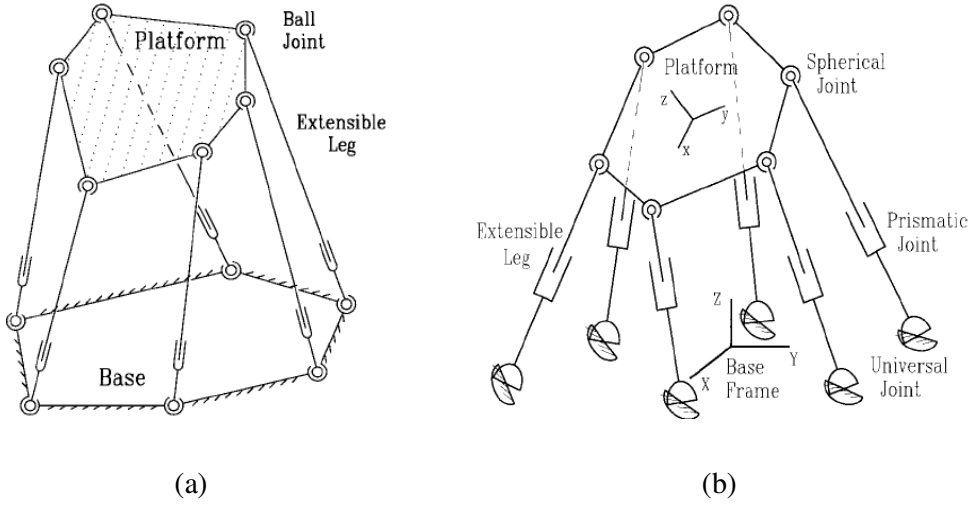 Ball
Joint
Platform
Extensible
Leg
Base
(a)
Platform
Spherical
Joint
z
y
x
Extensible
Leg
Prismatic
Joint
Z
Y
X
Base
Frame
Universal
Joint
(b)